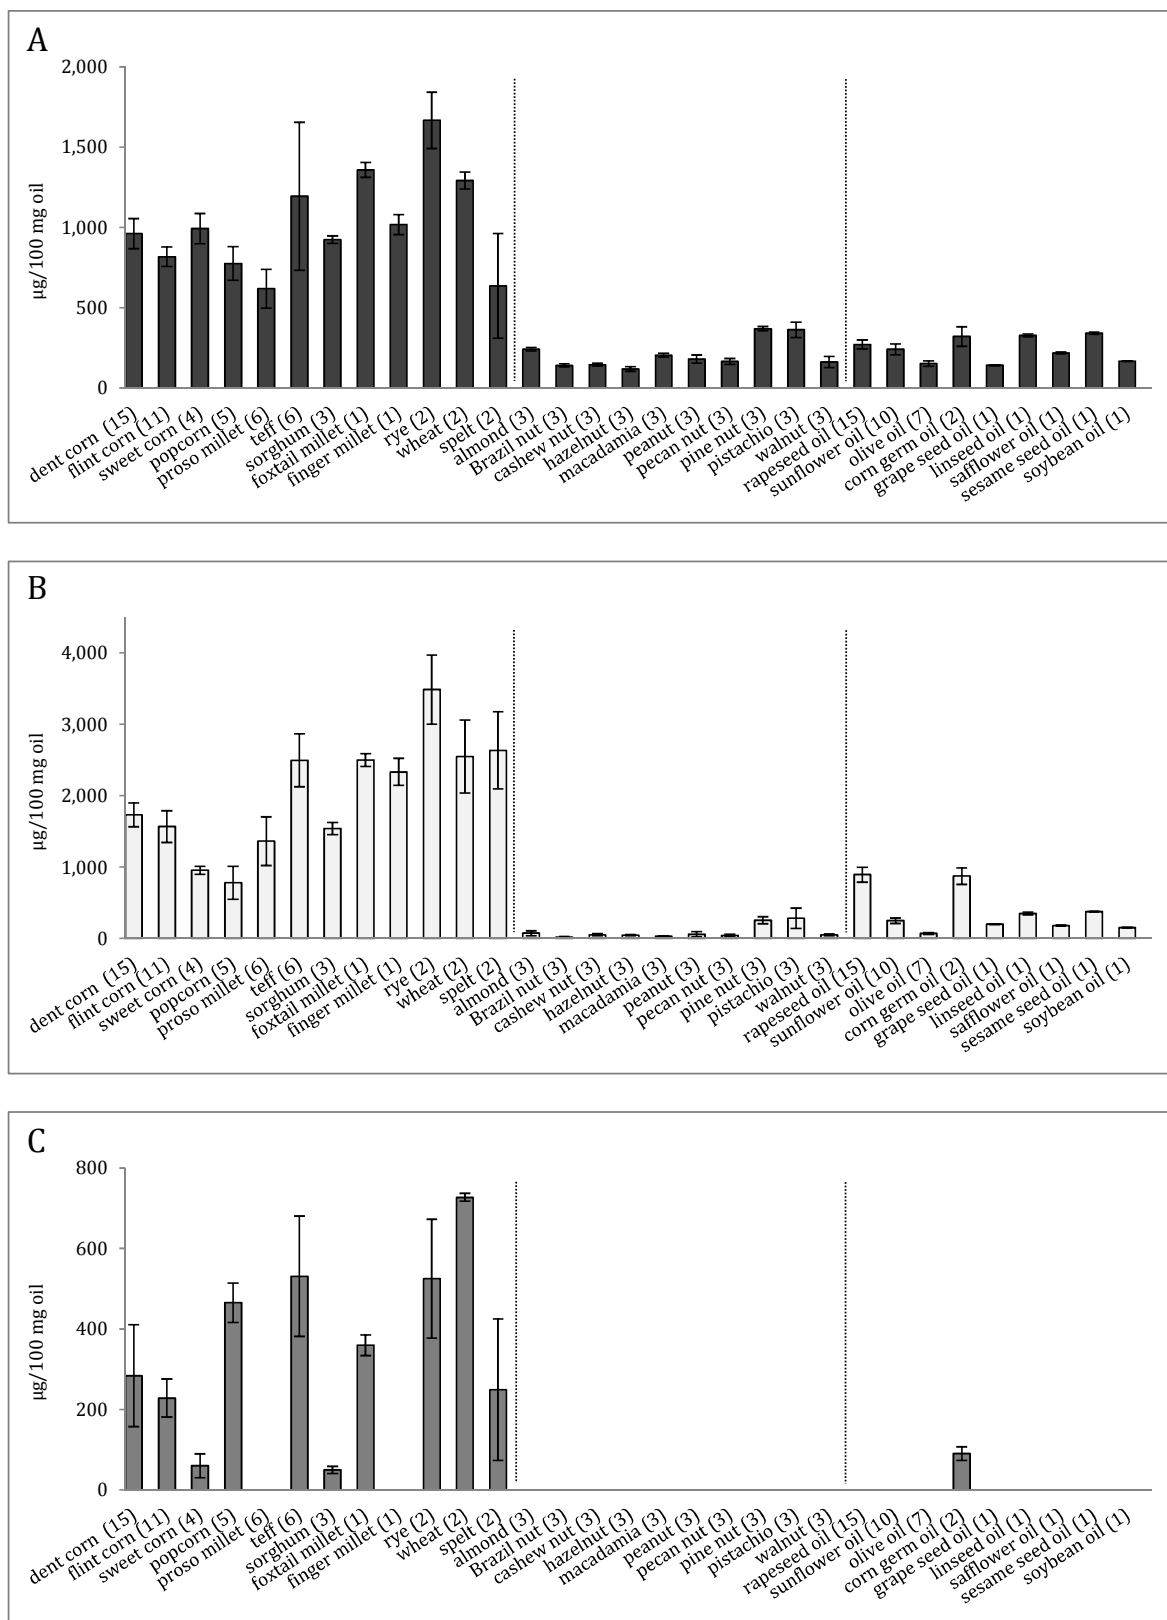 A
2,000
1,500
1,000
500
0
µg/100 mg oil
dent corn (15)
flint corn (11)
sweet corn (4)
popcorn (5)
proso millet (6)
teff (6)
sorghum (3)
foxtail millet (1)
finger millet (1)
rye (2)
wheat (2)
spelt (2)
almond (3)
Brazil nut (3)
cashew nut (3)
hazelnut (3)
macadamia (3)
peanut (3)
pecan nut (3)
pine nut (3)
pistachio (3)
walnut (3)
rapeseed oil (15)
sunflower oil (10)
olive oil (7)
corn germ oil (2)
grape seed oil (1)
linseed oil (1)
safflower oil (1)
sesame seed oil (1)
soybean oil (1)
B
4,000
3,000
2,000
1,000
0
µg/100 mg oil
dent corn (15)
flint corn (11)
sweet corn (4)
popcorn (5)
proso millet (6)
teff (6)
sorghum (3)
foxtail millet (1)
finger millet (1)
rye (2)
wheat (2)
spelt (2)
almond (3)
Brazil nut (3)
cashew nut (3)
hazelnut (3)
macadamia (3)
peanut (3)
pecan nut (3)
pine nut (3)
pistachio (3)
walnut (3)
rapeseed oil (15)
sunflower oil (10)
olive oil (7)
corn germ oil (2)
grape seed oil (1)
linseed oil (1)
safflower oil (1)
sesame seed oil (1)
soybean oil (1)
C
800
600
400
200
0
µg/100 mg oil
dent corn (15)
flint corn (11)
sweet corn (4)
popcorn (5)
proso millet (6)
teff (6)
sorghum (3)
foxtail millet (1)
finger millet (1)
rye (2)
wheat (2)
spelt (2)
almond (3)
Brazil nut (3)
cashew nut (3)
hazelnut (3)
macadamia (3)
peanut (3)
pecan nut (3)
pine nut (3)
pistachio (3)
walnut (3)
rapeseed oil (15)
sunflower oil (10)
olive oil (7)
corn germ oil (2)
grape seed oil (1)
linseed oil (1)
safflower oil (1)
sesame seed oil (1)
soybean oil (1)